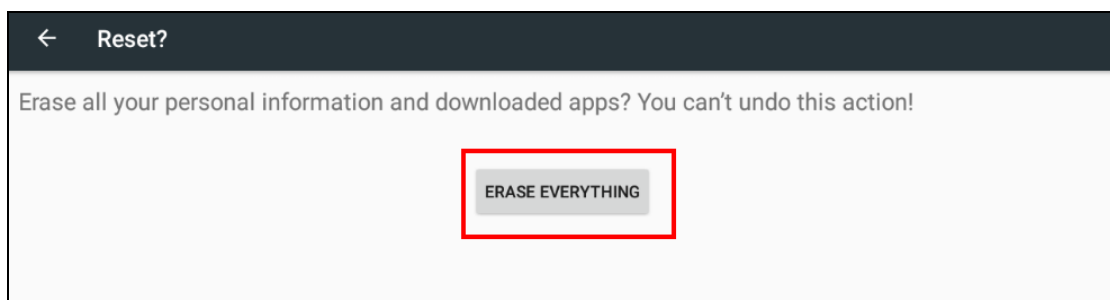 Reset?
Erase all your personal information and downloaded apps? You can't undo this action!
ERASE EVERYTHING